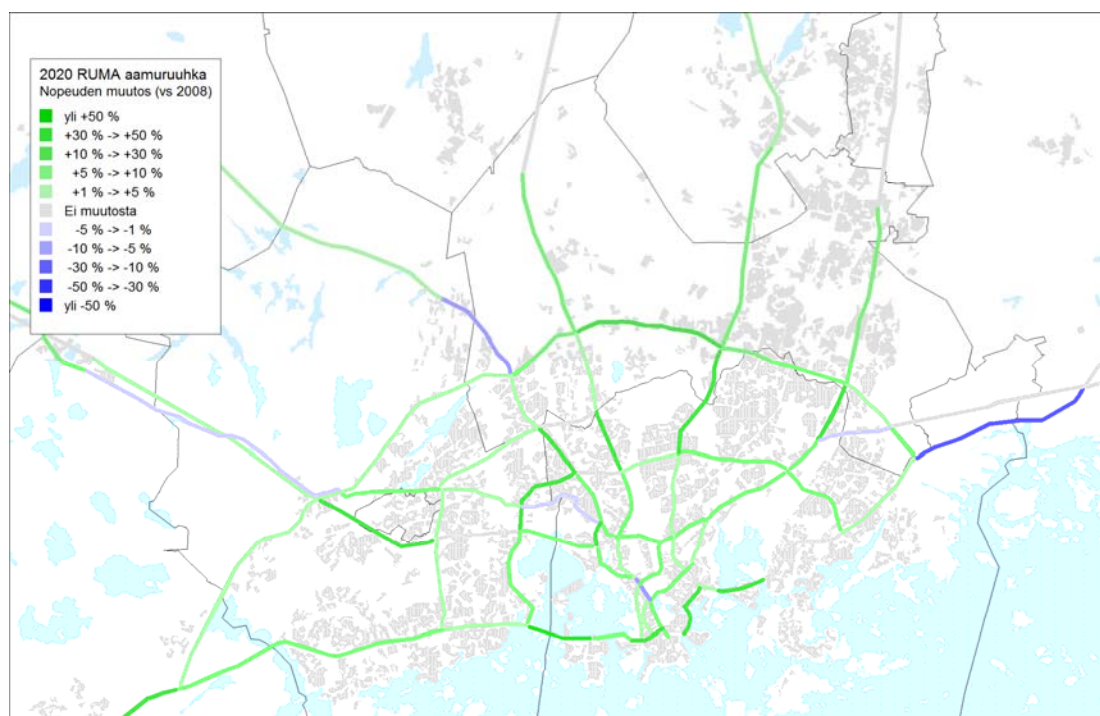 2020 RUMA aamuruuhka
Nopeuden muutos (vs 2008)
yli +50 %
+30 % -> +50 %
+10 % -> +30 %
+5 % -> +10 %
+1 % -> +5 %
Ei muutosta
-5 % -> -1 %
-10 % -> -5 %
-30 % -> -10 %
-50 % -> -30 %
yli -50 %